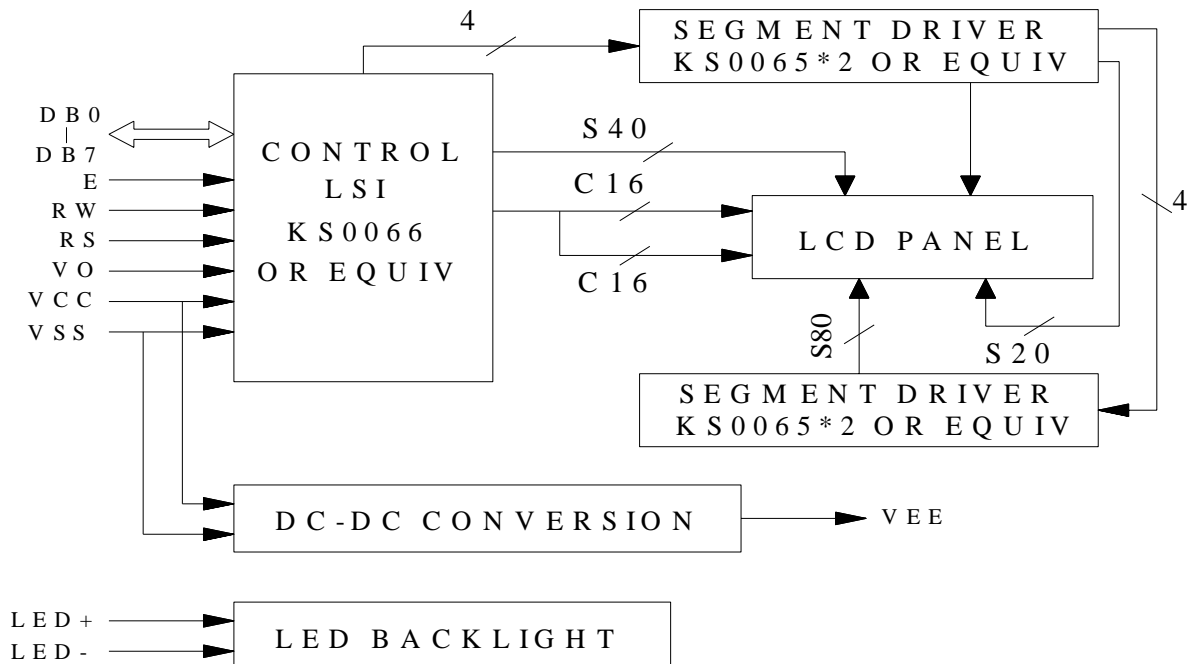 4
SEGMENT DRIVER
KS0065*2 OR EQUIV
DB0
DB7
E
RW
RS
VO
VCC
VSS
CONTROL
LSI
KS0066
OR EQUIV
S40
C16
C16
4
LCD PANEL
S80
S20
SEGMENT DRIVER
KS0065*2 OR EQUIV
DC-DC CONVERSION
VEE
LED+
LED-
LED BACKLIGHT